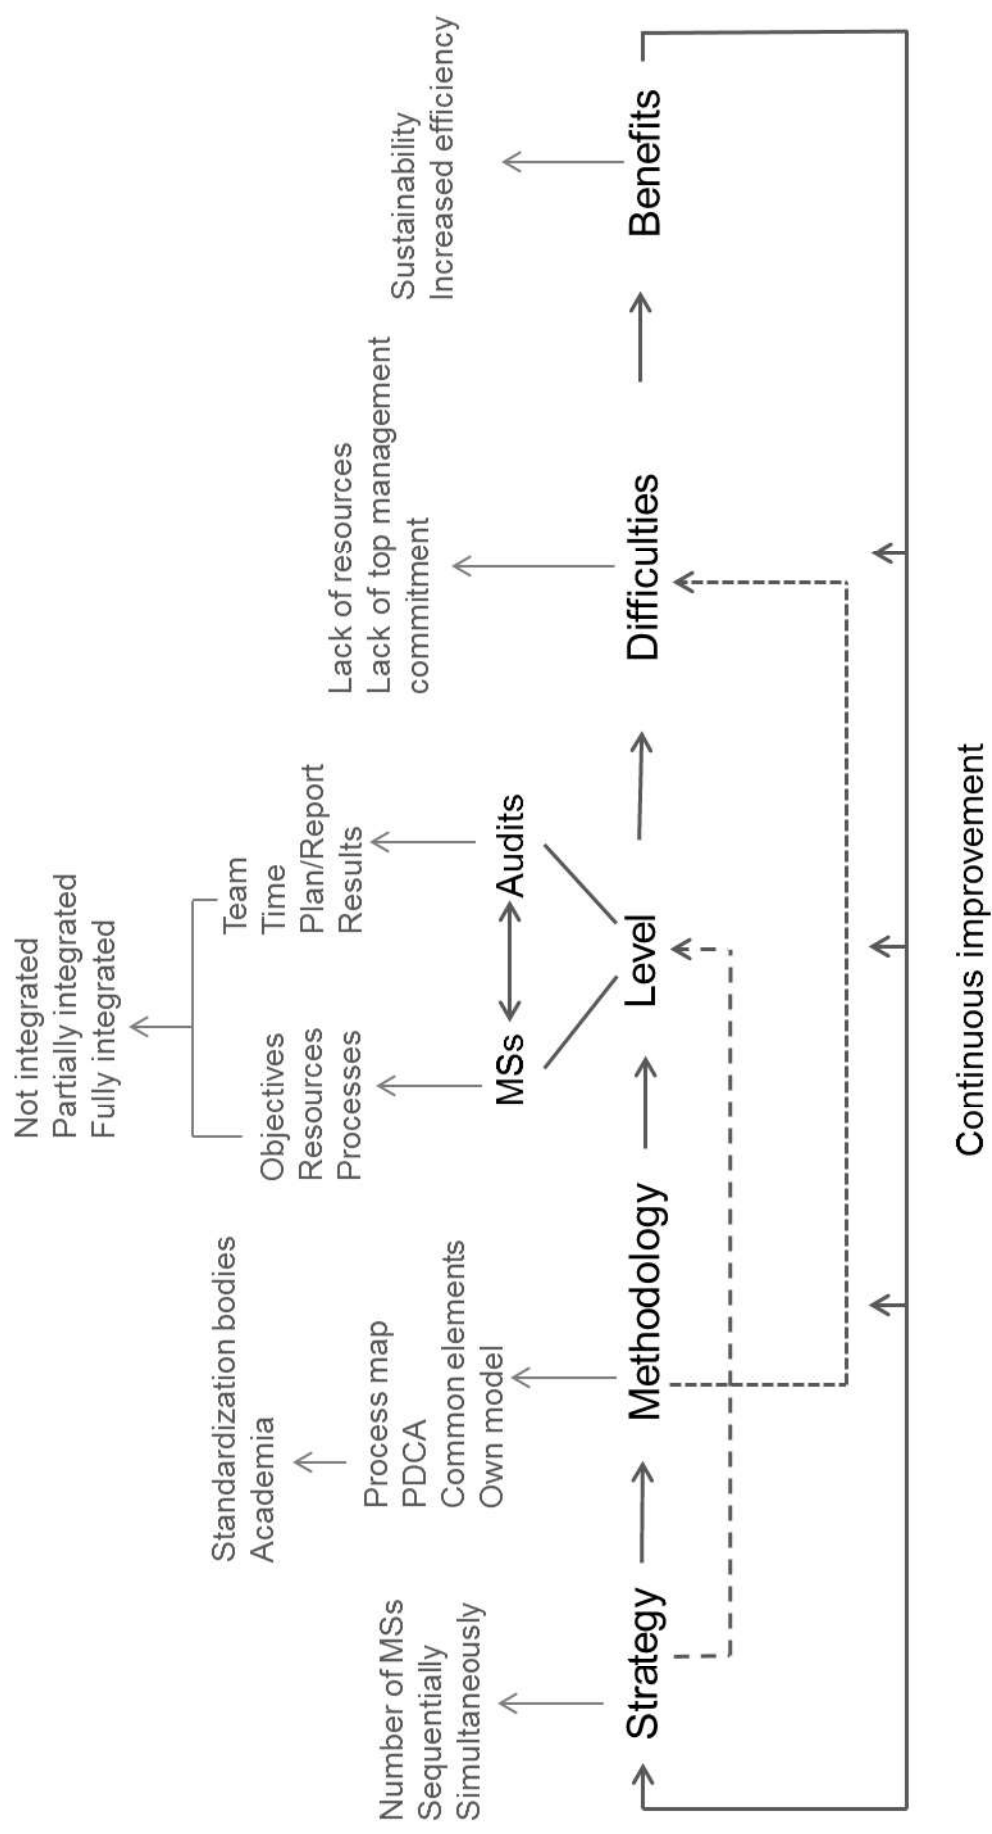 Not integrated
Partially integrated
Fully integrated
Standardization bodies
Academia
Objectives
Resources
Processes
Team
Time
Plan/Report
Results
Number of MSs
Sequentially
Simultaneously
Process map
PDCA
Common elements
Own model
Lack of resources
Lack of top management
commitment
Sustainability
Increased efficiency
MSs
Audits
Strategy
Methodology
Level
Difficulties
Benefits
Continuous improvement